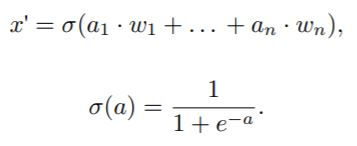 x' = σ(a₁ · w₁ + … + aₙ · wₙ),
σ(a) = 1 / (1 + e⁻ᵃ).